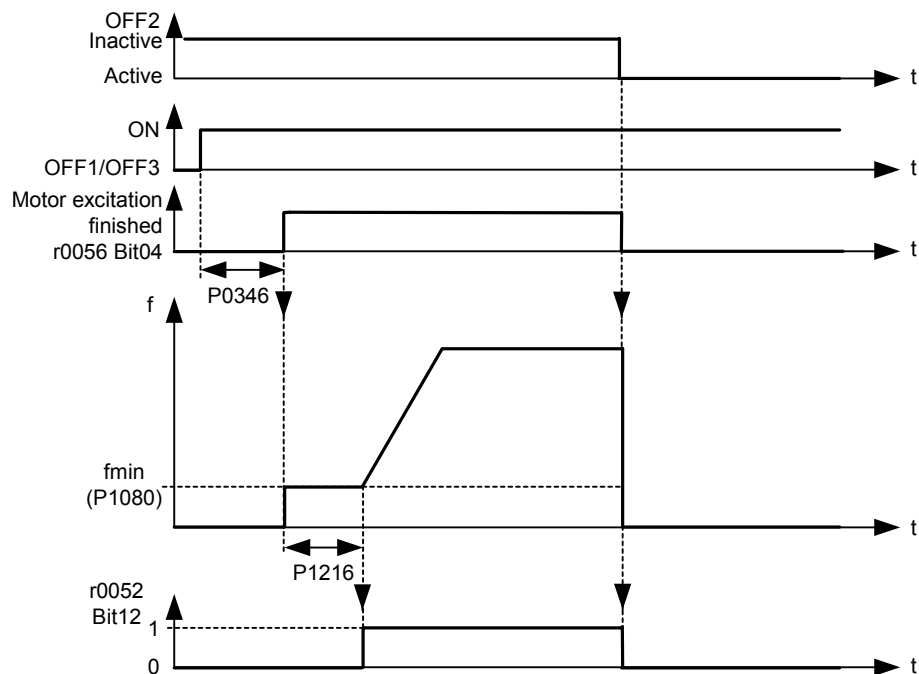 OFF2
Inactive
Active
t
ON
OFF1/OFF3
t
Motor excitation
finished
r0056 Bit04
t
P0346
f
fmin
(P1080)
t
P1216
r0052
Bit12
1
0
t